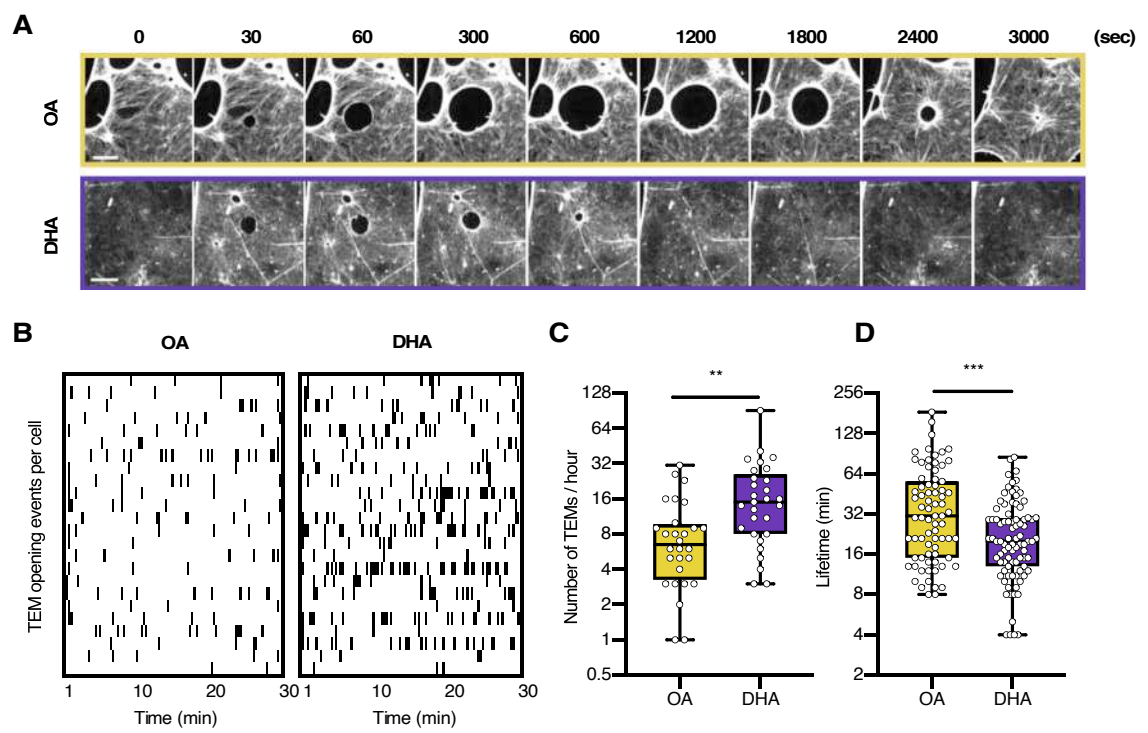 A
0 30 60 300 600 1200 1800 2400 3000 (sec)
OA
DHA
B
OA DHA
TEM opening events per cell
1 10 20 30 1 10 20 30
Time (min) Time (min)
C
**
Number of TEMs / hour
128
64
32
16
8
4
2
1
0.5
OA DHA
D
***
Lifetime (min)
256
128
64
32
16
8
4
2
OA DHA